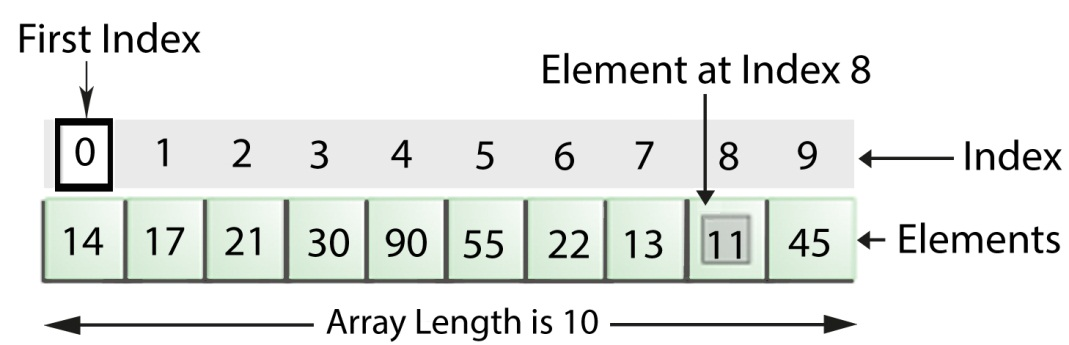 First Index
Element at Index 8
0 1 2 3 4 5 6 7 8 9 Index
14 17 21 30 90 55 22 13 11 45 Elements
Array Length is 10